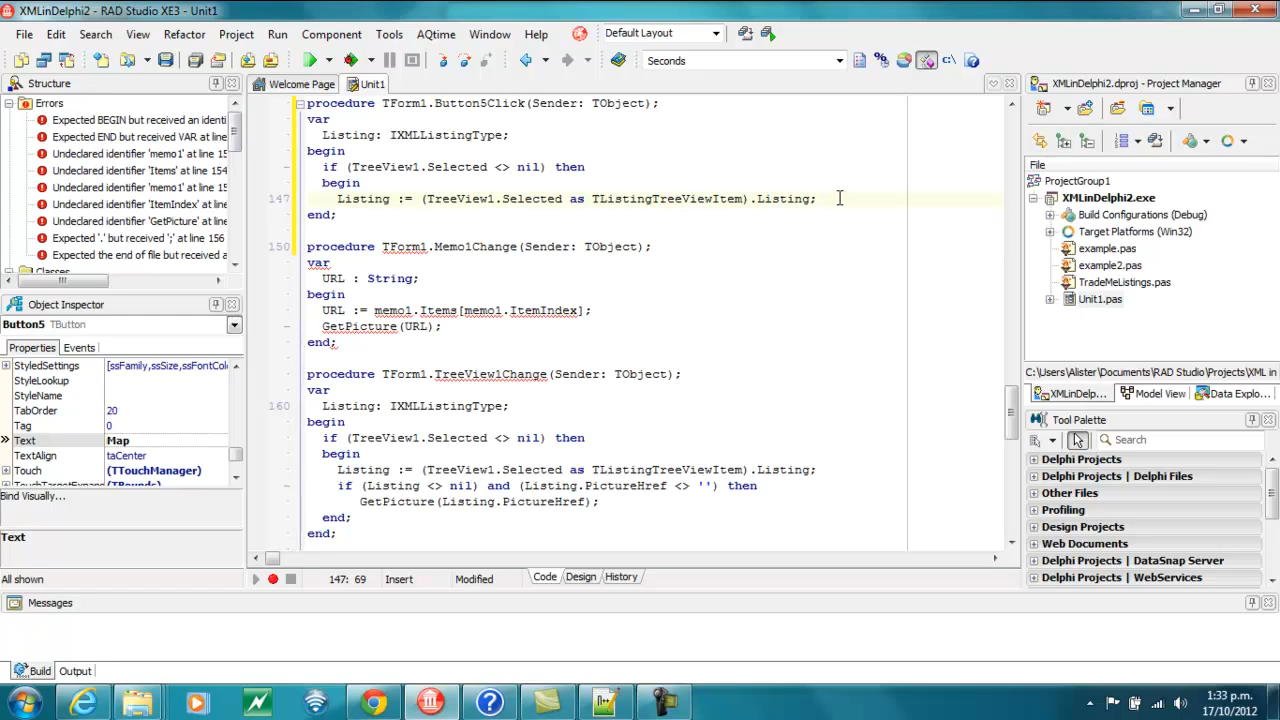 XMLinDelphi2 - RAD Studio XE3 - Unit1
File Edit Search View Refactor Project Run Component Tools AQtime Window Help Default Layout
Seconds
Structure
Welcome Page Unit1
XMLinDelphi2.dproj - Project Manager
Errors
Expected BEGIN but received an identi
Expected END but received VAR at line
Undeclared identifier 'memo1' at line 15
Undeclared identifier 'Items' at line 154
Undeclared identifier 'memo1' at line 15
Undeclared identifier 'ItemIndex' at line
Undeclared identifier 'GetPicture' at line
Expected '.' but received ';' at line 156
Expected the end of file but received a
Classes
Object Inspector
Button5 TButton
Properties Events
StyledSettings [ssFamily,ssSize,ssFontCol
StyleLookup
StyleName
TabOrder 20
Tag 0
Text Map
TextAlign taCenter
Touch (TTouchManager)
TouchTargetExpan (TBounds)
Bind Visually...
Text
All shown
procedure TForm1.Button5Click(Sender: TObject);
var
Listing: IXMLListingType;
begin
if (TreeView1.Selected <> nil) then
begin
147 Listing := (TreeView1.Selected as TListingTreeViewItem).Listing;
end;
150 procedure TForm1.Memo1Change(Sender: TObject);
var
URL : String;
begin
URL := memo1.Items[memo1.ItemIndex];
GetPicture(URL);
end;
procedure TForm1.TreeView1Change(Sender: TObject);
var
160 Listing: IXMLListingType;
begin
if (TreeView1.Selected <> nil) then
begin
Listing := (TreeView1.Selected as TListingTreeViewItem).Listing;
if (Listing <> nil) and (Listing.PictureHref <> '') then
GetPicture(Listing.PictureHref);
end;
end;
147: 69 Insert Modified Code Design History
File
ProjectGroup1
XMLinDelphi2.exe
Build Configurations (Debug)
Target Platforms (Win32)
example.pas
example2.pas
TradeMeListings.pas
Unit1.pas
C:\Users\Alister\Documents\RAD Studio\Projects\XML in
XMLinDelp... Model View Data Explo...
Tool Palette
Search
Delphi Projects
Delphi Projects | Delphi Files
Other Files
Profiling
Design Projects
Web Documents
Delphi Projects | DataSnap Server
Delphi Projects | WebServices
Messages
Build Output
1:33 p.m.
17/10/2012